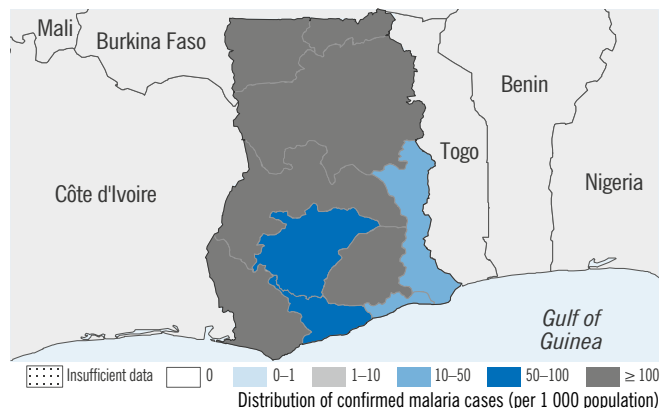 Mali
Burkina Faso
Benin
Togo
Côte d'Ivoire
Nigeria
Gulf of
Guinea
Insufficient data 0 0–1 1–10 10–50 50–100 ≥ 100
Distribution of confirmed malaria cases (per 1 000 population)